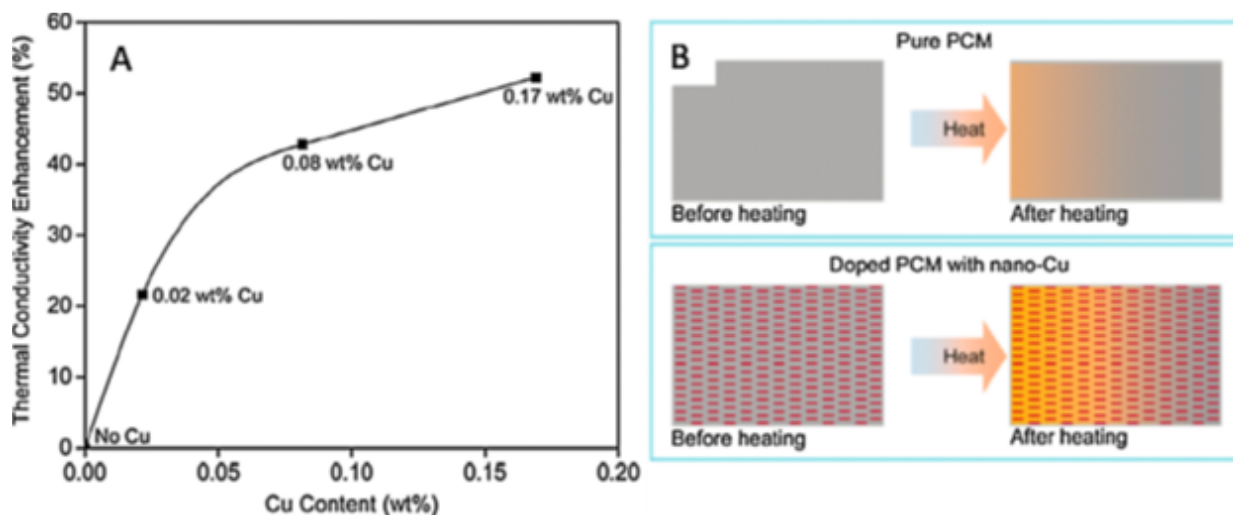 A
Thermal Conductivity Enhancement (%)
60
50
40
30
20
10
0
0.17 wt% Cu
0.08 wt% Cu
0.02 wt% Cu
No Cu
0.00
0.05
0.10
0.15
0.20
Cu Content (wt%)
B
Pure PCM
Heat
Before heating
After heating
Doped PCM with nano-Cu
Heat
Before heating
After heating